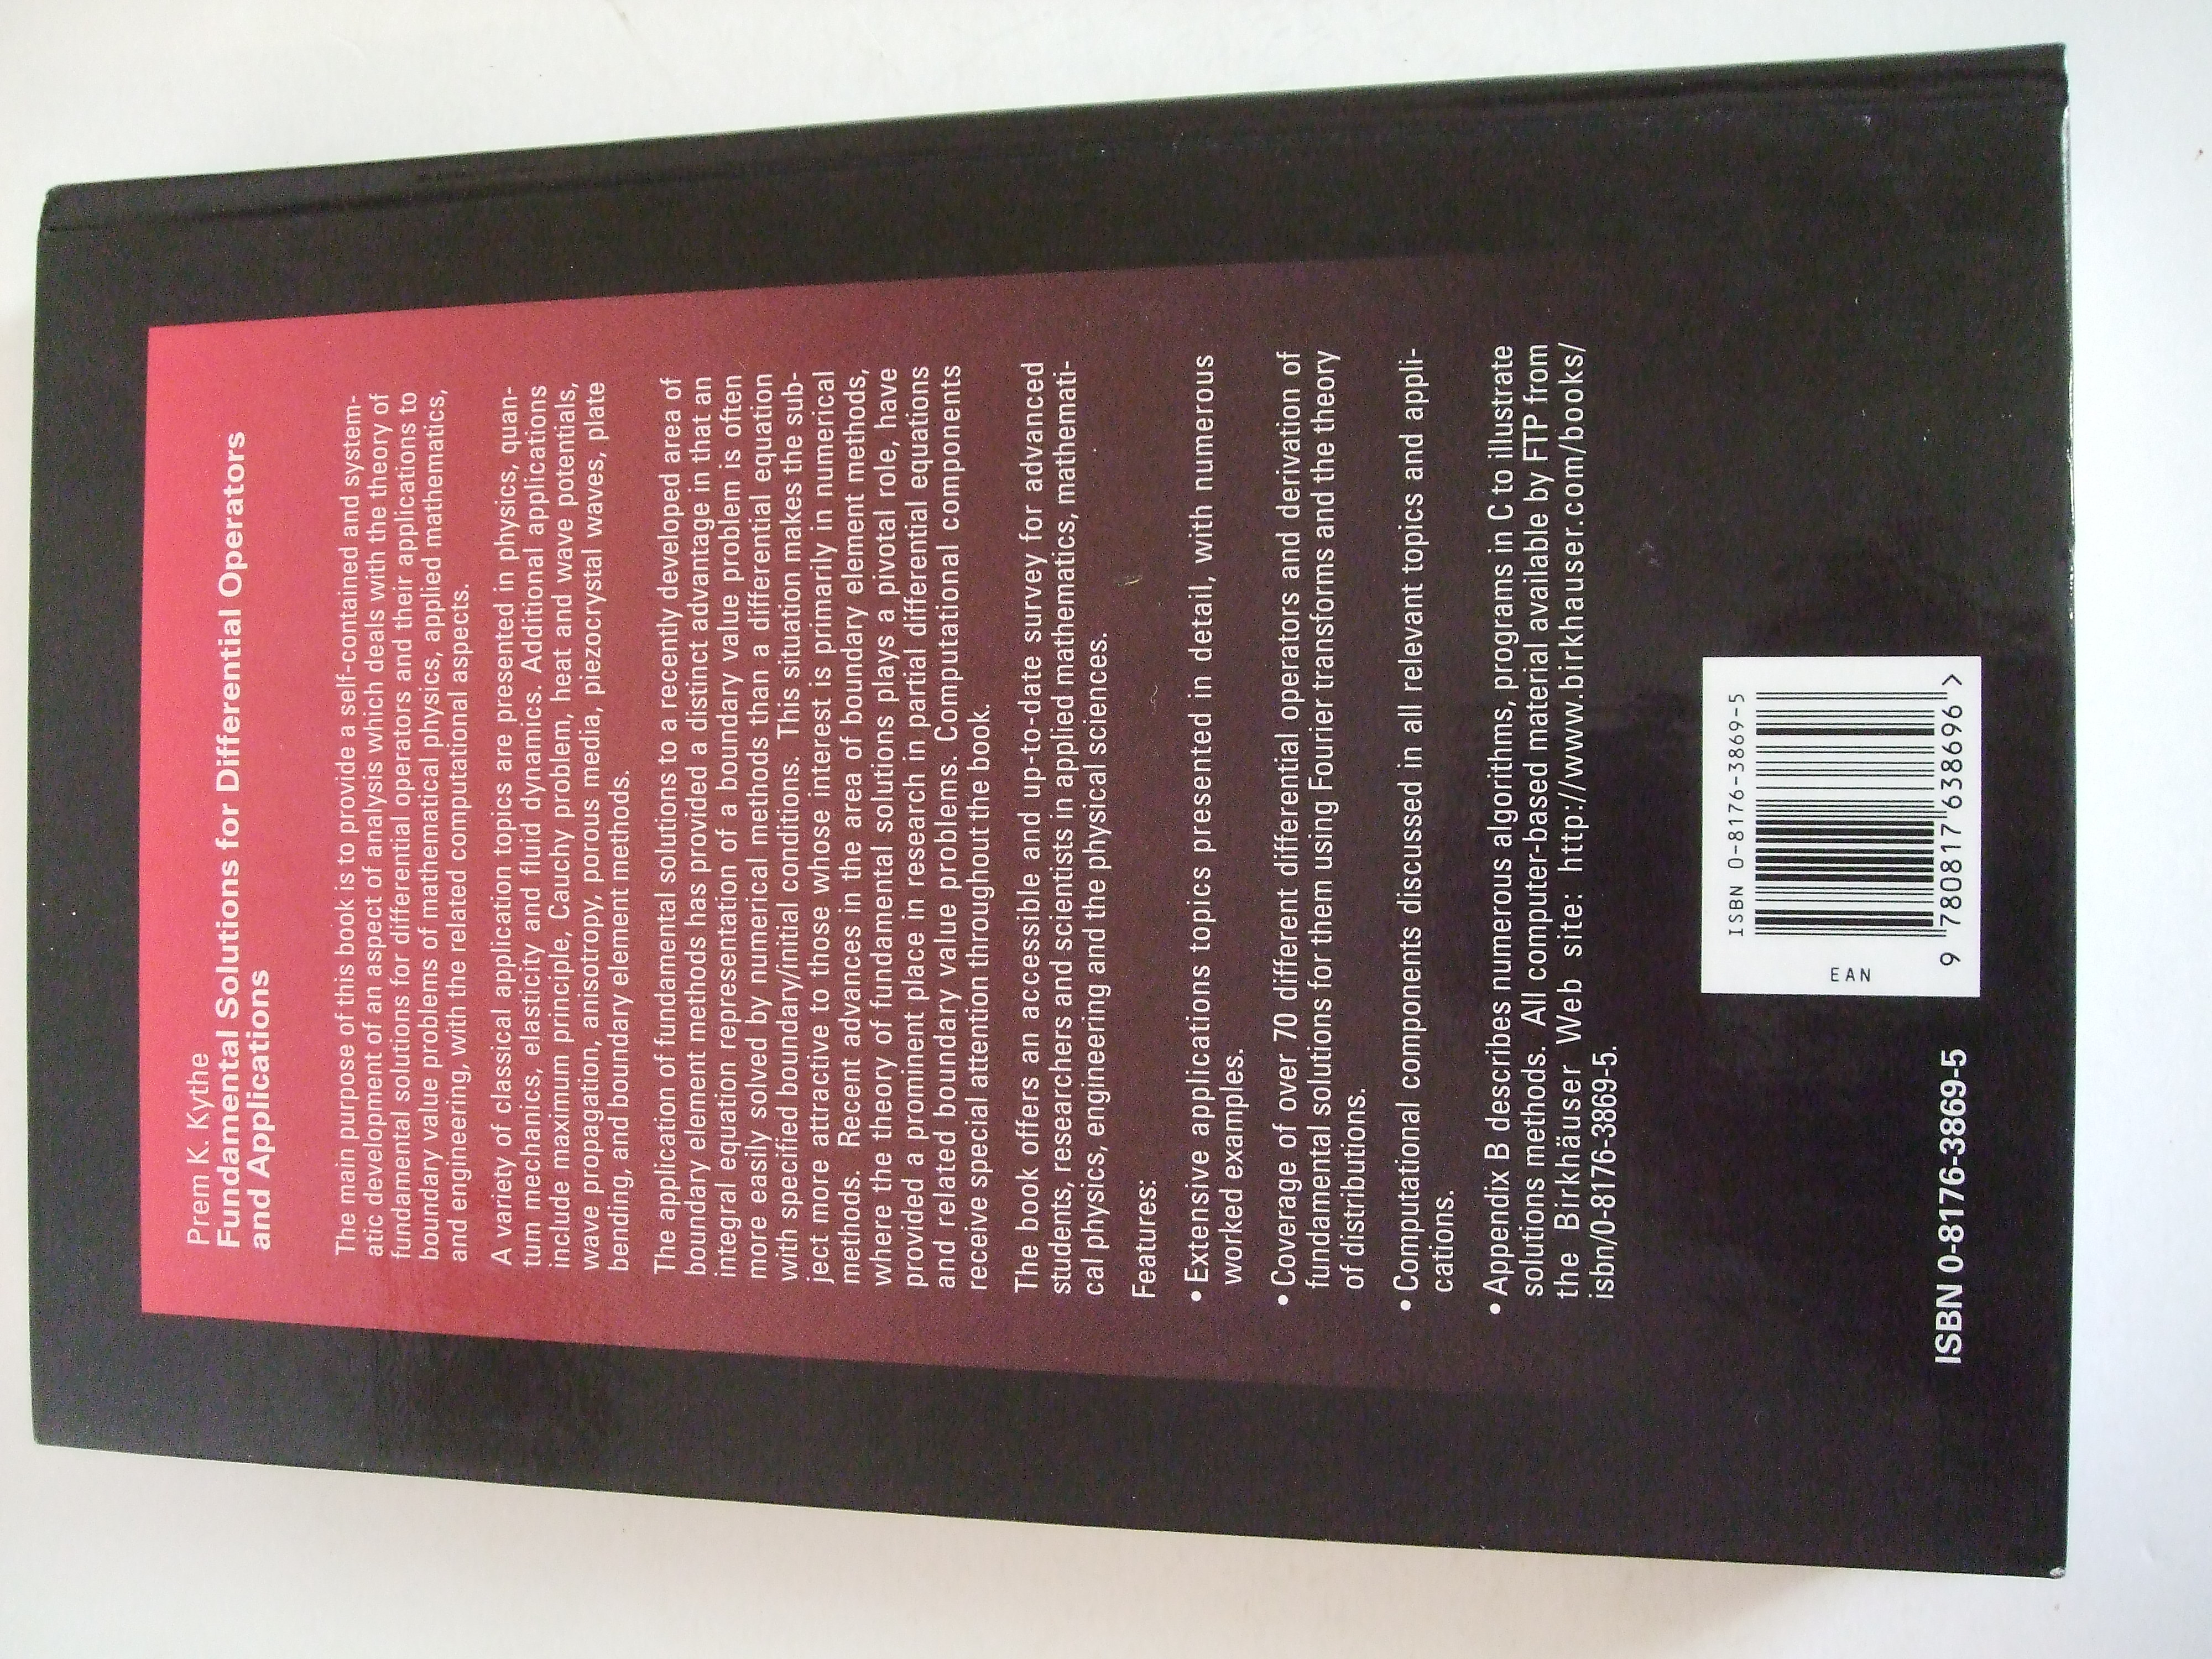 Prem K. Kythe
Fundamental Solutions for Differential Operators
and Applications
The main purpose of this book is to provide a self-contained and system-
atic development of an aspect of analysis which deals with the theory of
fundamental solutions for differential operators and their applications to
boundary value problems of mathematical physics, applied mathematics,
and engineering, with the related computational aspects.
A variety of classical application topics are presented in physics, quan-
tum mechanics, elasticity and fluid dynamics. Additional applications
include maximum principle, Cauchy problem, heat and wave potentials,
wave propagation, anisotropy, porous media, piezocrystal waves, plate
bending, and boundary element methods.
The application of fundamental solutions to a recently developed area of
boundary element methods has provided a distinct advantage in that an
integral equation representation of a boundary value problem is often
more easily solved by numerical methods than a differential equation
with specified boundary/initial conditions. This situation makes the sub-
ject more attractive to those whose interest is primarily in numerical
methods. Recent advances in the area of boundary element methods,
where the theory of fundamental solutions plays a pivotal role, have
provided a prominent place in research in partial differential equations
and related boundary value problems. Computational components
receive special attention throughout the book.
The book offers an accessible and up-to-date survey for advanced
students, researchers and scientists in applied mathematics, mathemati-
cal physics, engineering and the physical sciences.
Features:
• Extensive applications topics presented in detail, with numerous
worked examples.
• Coverage of over 70 different differential operators and derivation of
fundamental solutions for them using Fourier transforms and the theory
of distributions.
• Computational components discussed in all relevant topics and appli-
cations.
• Appendix B describes numerous algorithms, programs in C to illustrate
solutions methods. All computer-based material available by FTP from
the Birkhäuser Web site: http://www.birkhauser.com/books/
isbn/0-8176-3869-5.
ISBN 0-8176-3869-5
EAN
9 780817 638696 >
ISBN 0-8176-3869-5